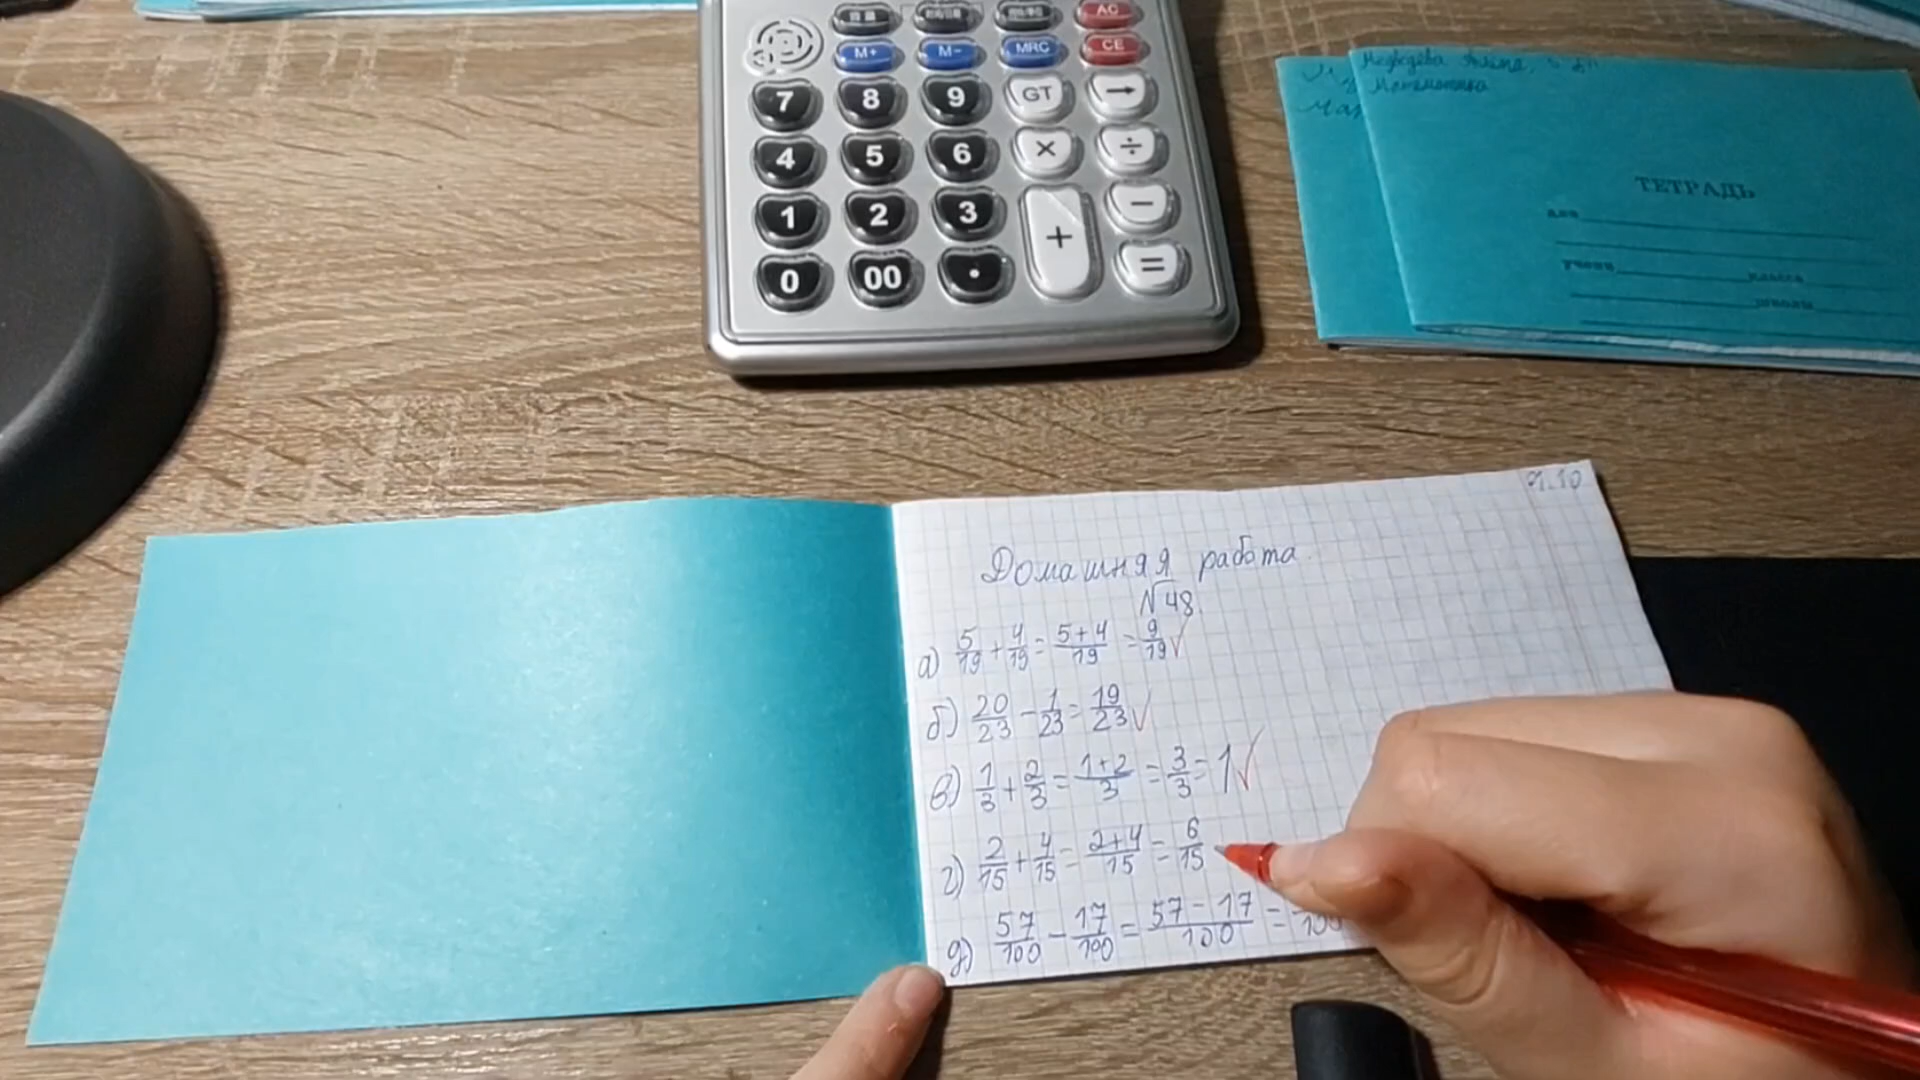 AC
M+ M- MRC CE
7 8 9 GT →
4 5 6 × ÷
1 2 3 + −
0 00 . =
Медведева
Математика
ТЕТРАДЬ
для
учени класса
школы
Домашняя работа.
№48.
а) 5/19 + 4/19 = (5+4)/19 = 9/19
б) 20/23 − 1/23 = 19/23
в) 1/3 + 2/3 = (1+2)/3 = 3/3 = 1
г) 2/15 + 4/15 = (2+4)/15 = 6/15
д) 57/100 − 17/100 = (57−17)/100 =